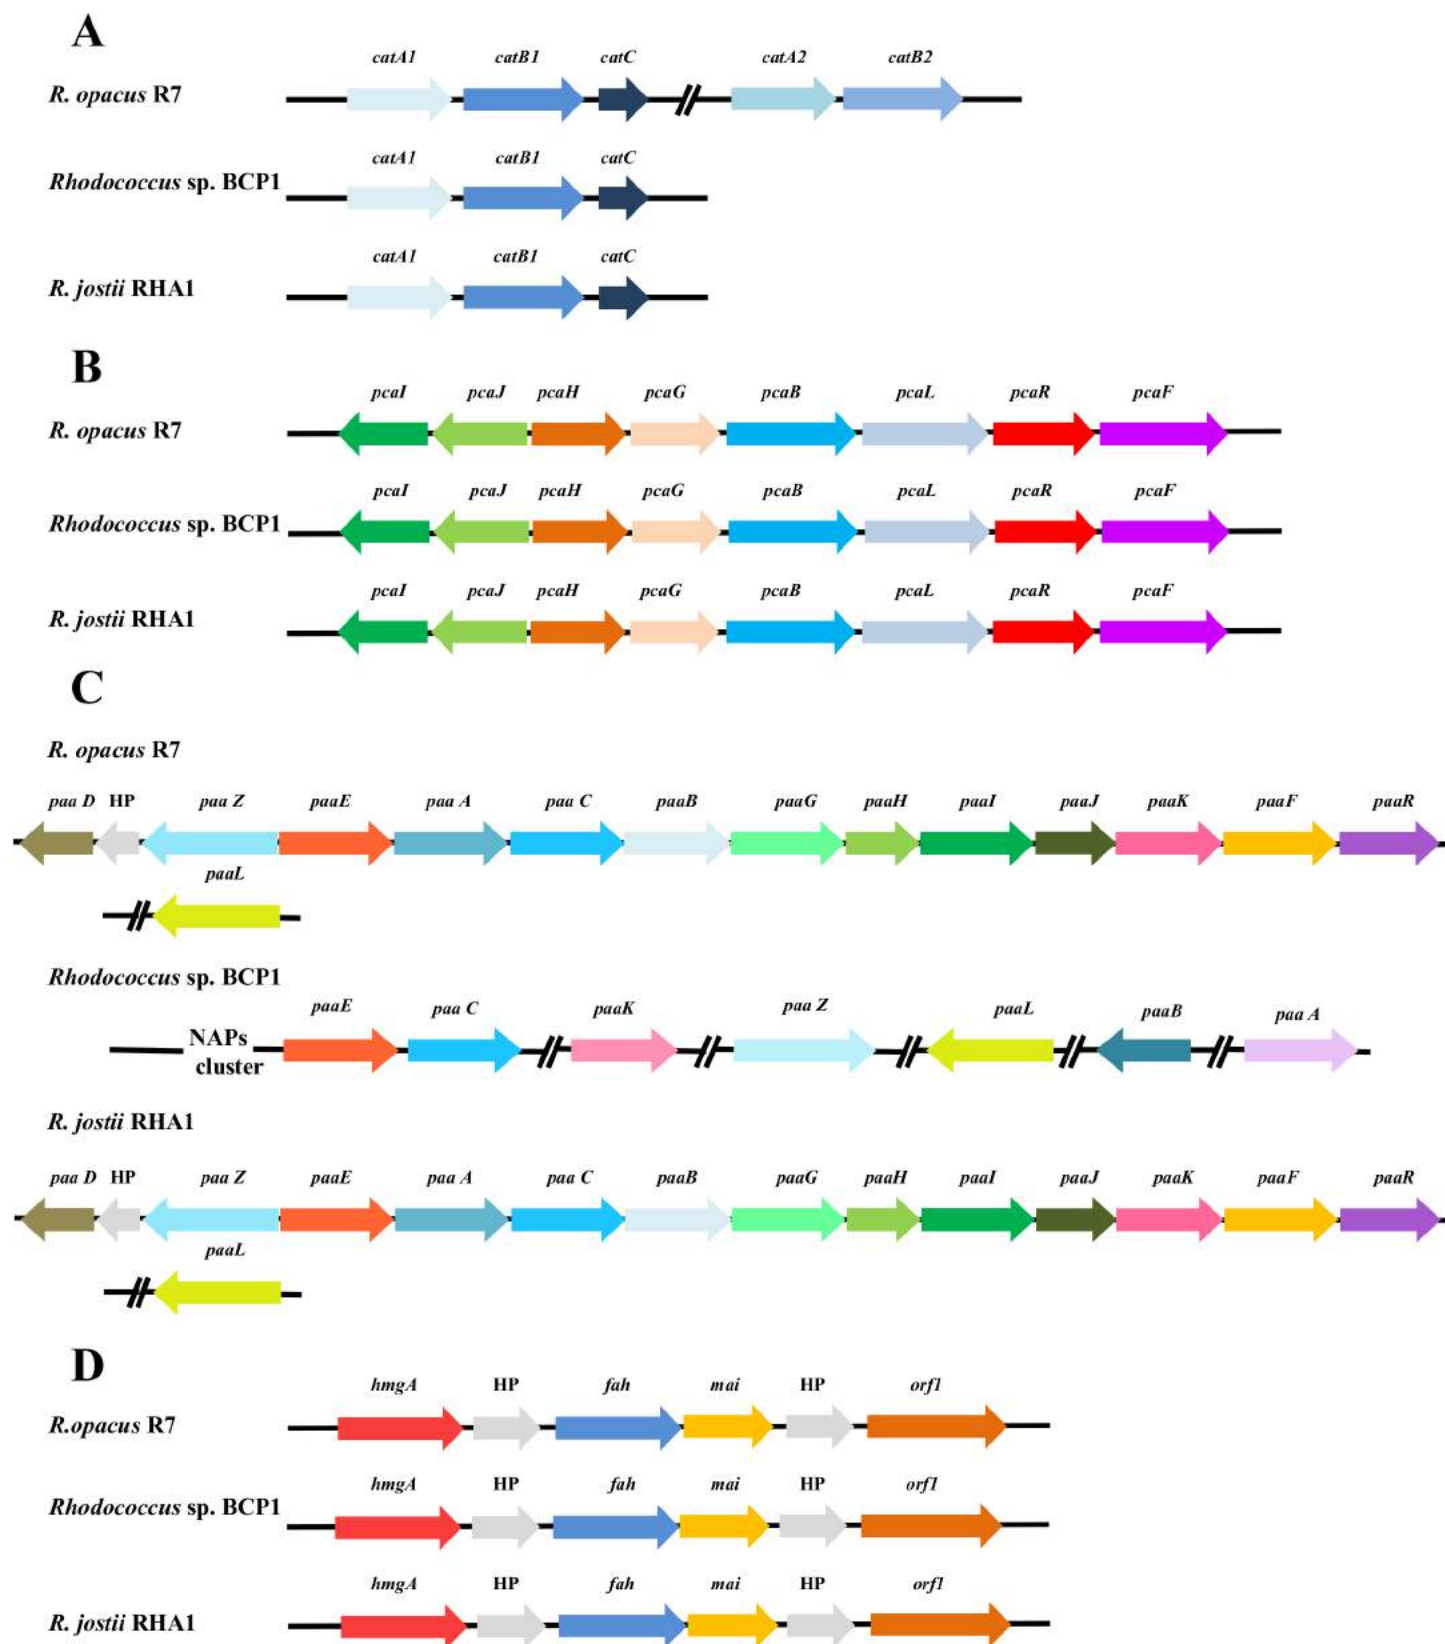 A
catA1 catB1 catC catA2 catB2
R. opacus R7
catA1 catB1 catC
Rhodococcus sp. BCP1
catA1 catB1 catC
R. jostii RHA1
B
pcaI pcaJ pcaH pcaG pcaB pcaL pcaR pcaF
R. opacus R7
pcaI pcaJ pcaH pcaG pcaB pcaL pcaR pcaF
Rhodococcus sp. BCP1
pcaI pcaJ pcaH pcaG pcaB pcaL pcaR pcaF
R. jostii RHA1
C
R. opacus R7
paa D HP paa Z paaE paa A paa C paaB paaG paaH paaI paaJ paaK paaF paaR
paaL
Rhodococcus sp. BCP1
paaE paa C paaK paa Z paaL paaB paa A
NAPs
cluster
R. jostii RHA1
paa D HP paa Z paaE paa A paa C paaB paaG paaH paaI paaJ paaK paaF paaR
paaL
D
hmgA HP fah mai HP orf1
R.opacus R7
hmgA HP fah mai HP orf1
Rhodococcus sp. BCP1
hmgA HP fah mai HP orf1
R. jostii RHA1